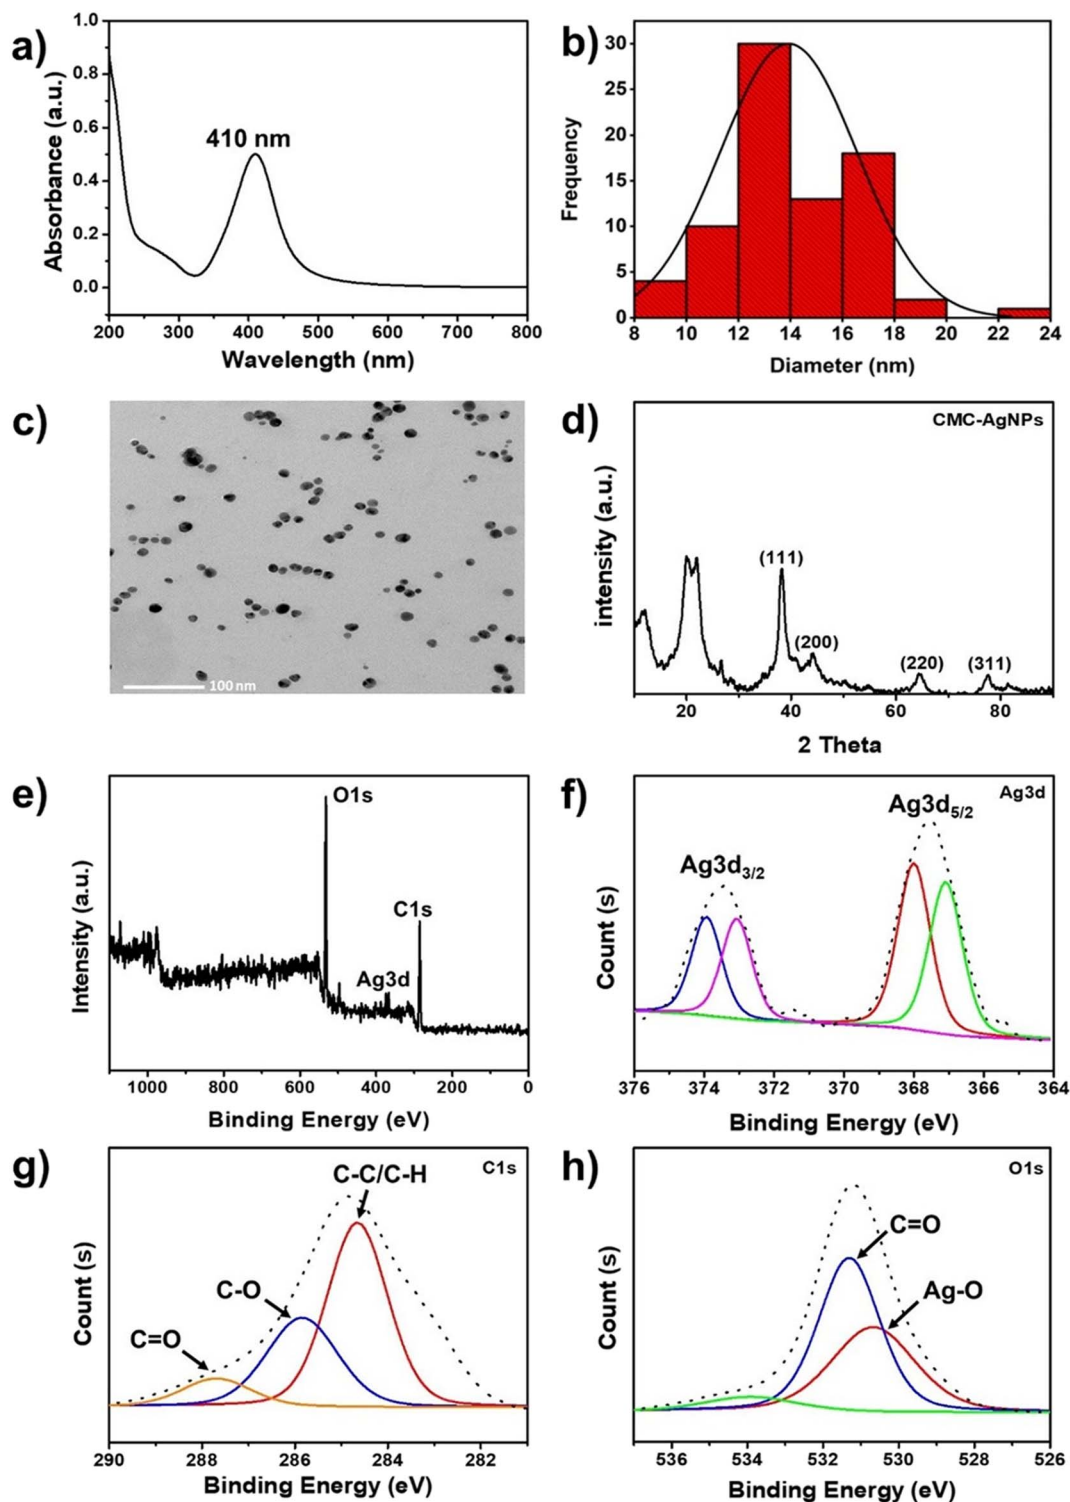 a)
Absorbance (a.u.)
1.0
0.8
0.6
0.4
0.2
0.0
410 nm
200 300 400 500 600 700 800
Wavelength (nm)
b)
Frequency
30
25
20
15
10
5
0
8 10 12 14 16 18 20 22 24
Diameter (nm)
c)
100 nm
d)
CMC-AgNPs
intensity (a.u.)
(111)
(200)
(220)
(311)
20 40 60 80
2 Theta
e)
Intensity (a.u.)
O1s
C1s
Ag3d
1000 800 600 400 200 0
Binding Energy (eV)
f)
Ag3d
Count (s)
Ag3d5/2
Ag3d3/2
376 374 372 370 368 366 364
Binding Energy (eV)
g)
C1s
Count (s)
C-C/C-H
C-O
C=O
290 288 286 284 282
Binding Energy (eV)
h)
O1s
Count (s)
C=O
Ag-O
536 534 532 530 528 526
Binding Energy (eV)